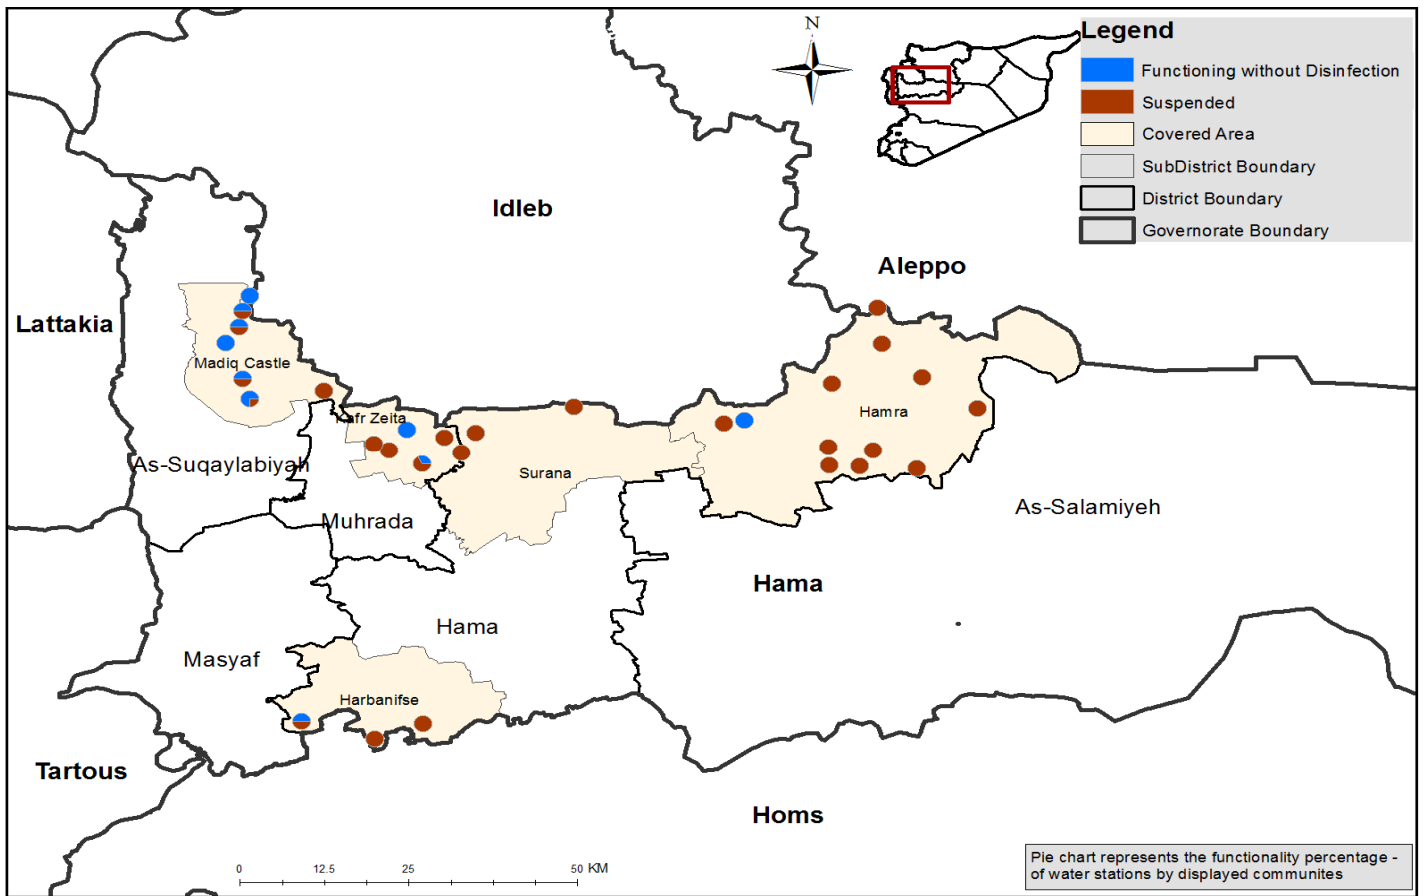 N
Legend
Functioning without Disinfection
Suspended
Covered Area
SubDistrict Boundary
District Boundary
Governorate Boundary
Idleb
Aleppo
Lattakia
Madiq Castle
Kafr Zeita
Hamra
As-Suqaylabiyah
Surana
As-Salamiyeh
Muhrada
Hama
Hama
Masyaf
Harbanifse
Tartous
Homs
0 12.5 25 50 KM
Pie chart represents the functionality percentage -
of water stations by displayed communites